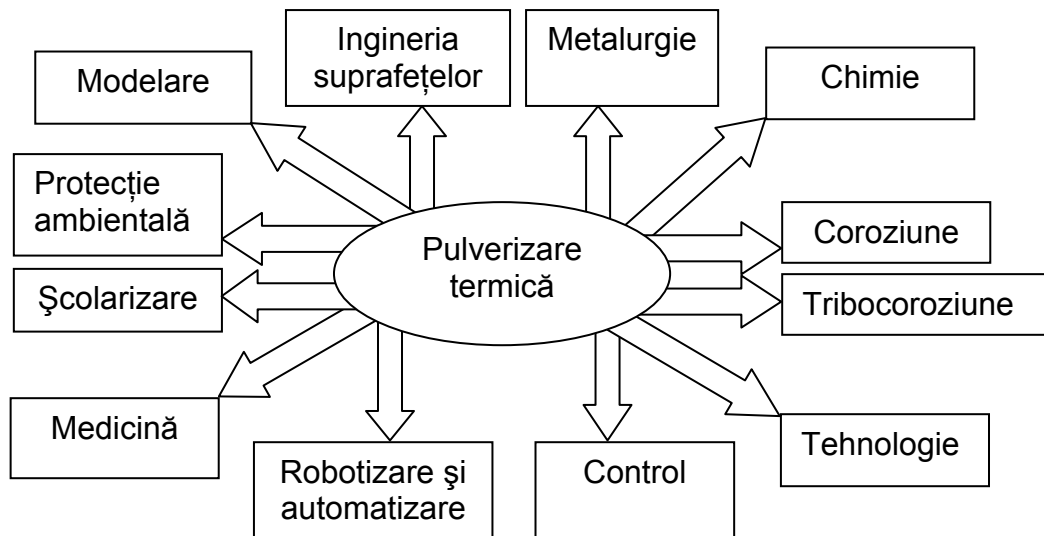 Ingineria
suprafețelor
Metalurgie
Modelare
Chimie
Protecție
ambientală
Pulverizare
termică
Coroziune
Şcolarizare
Tribocoroziune
Medicină
Robotizare şi
automatizare
Control
Tehnologie